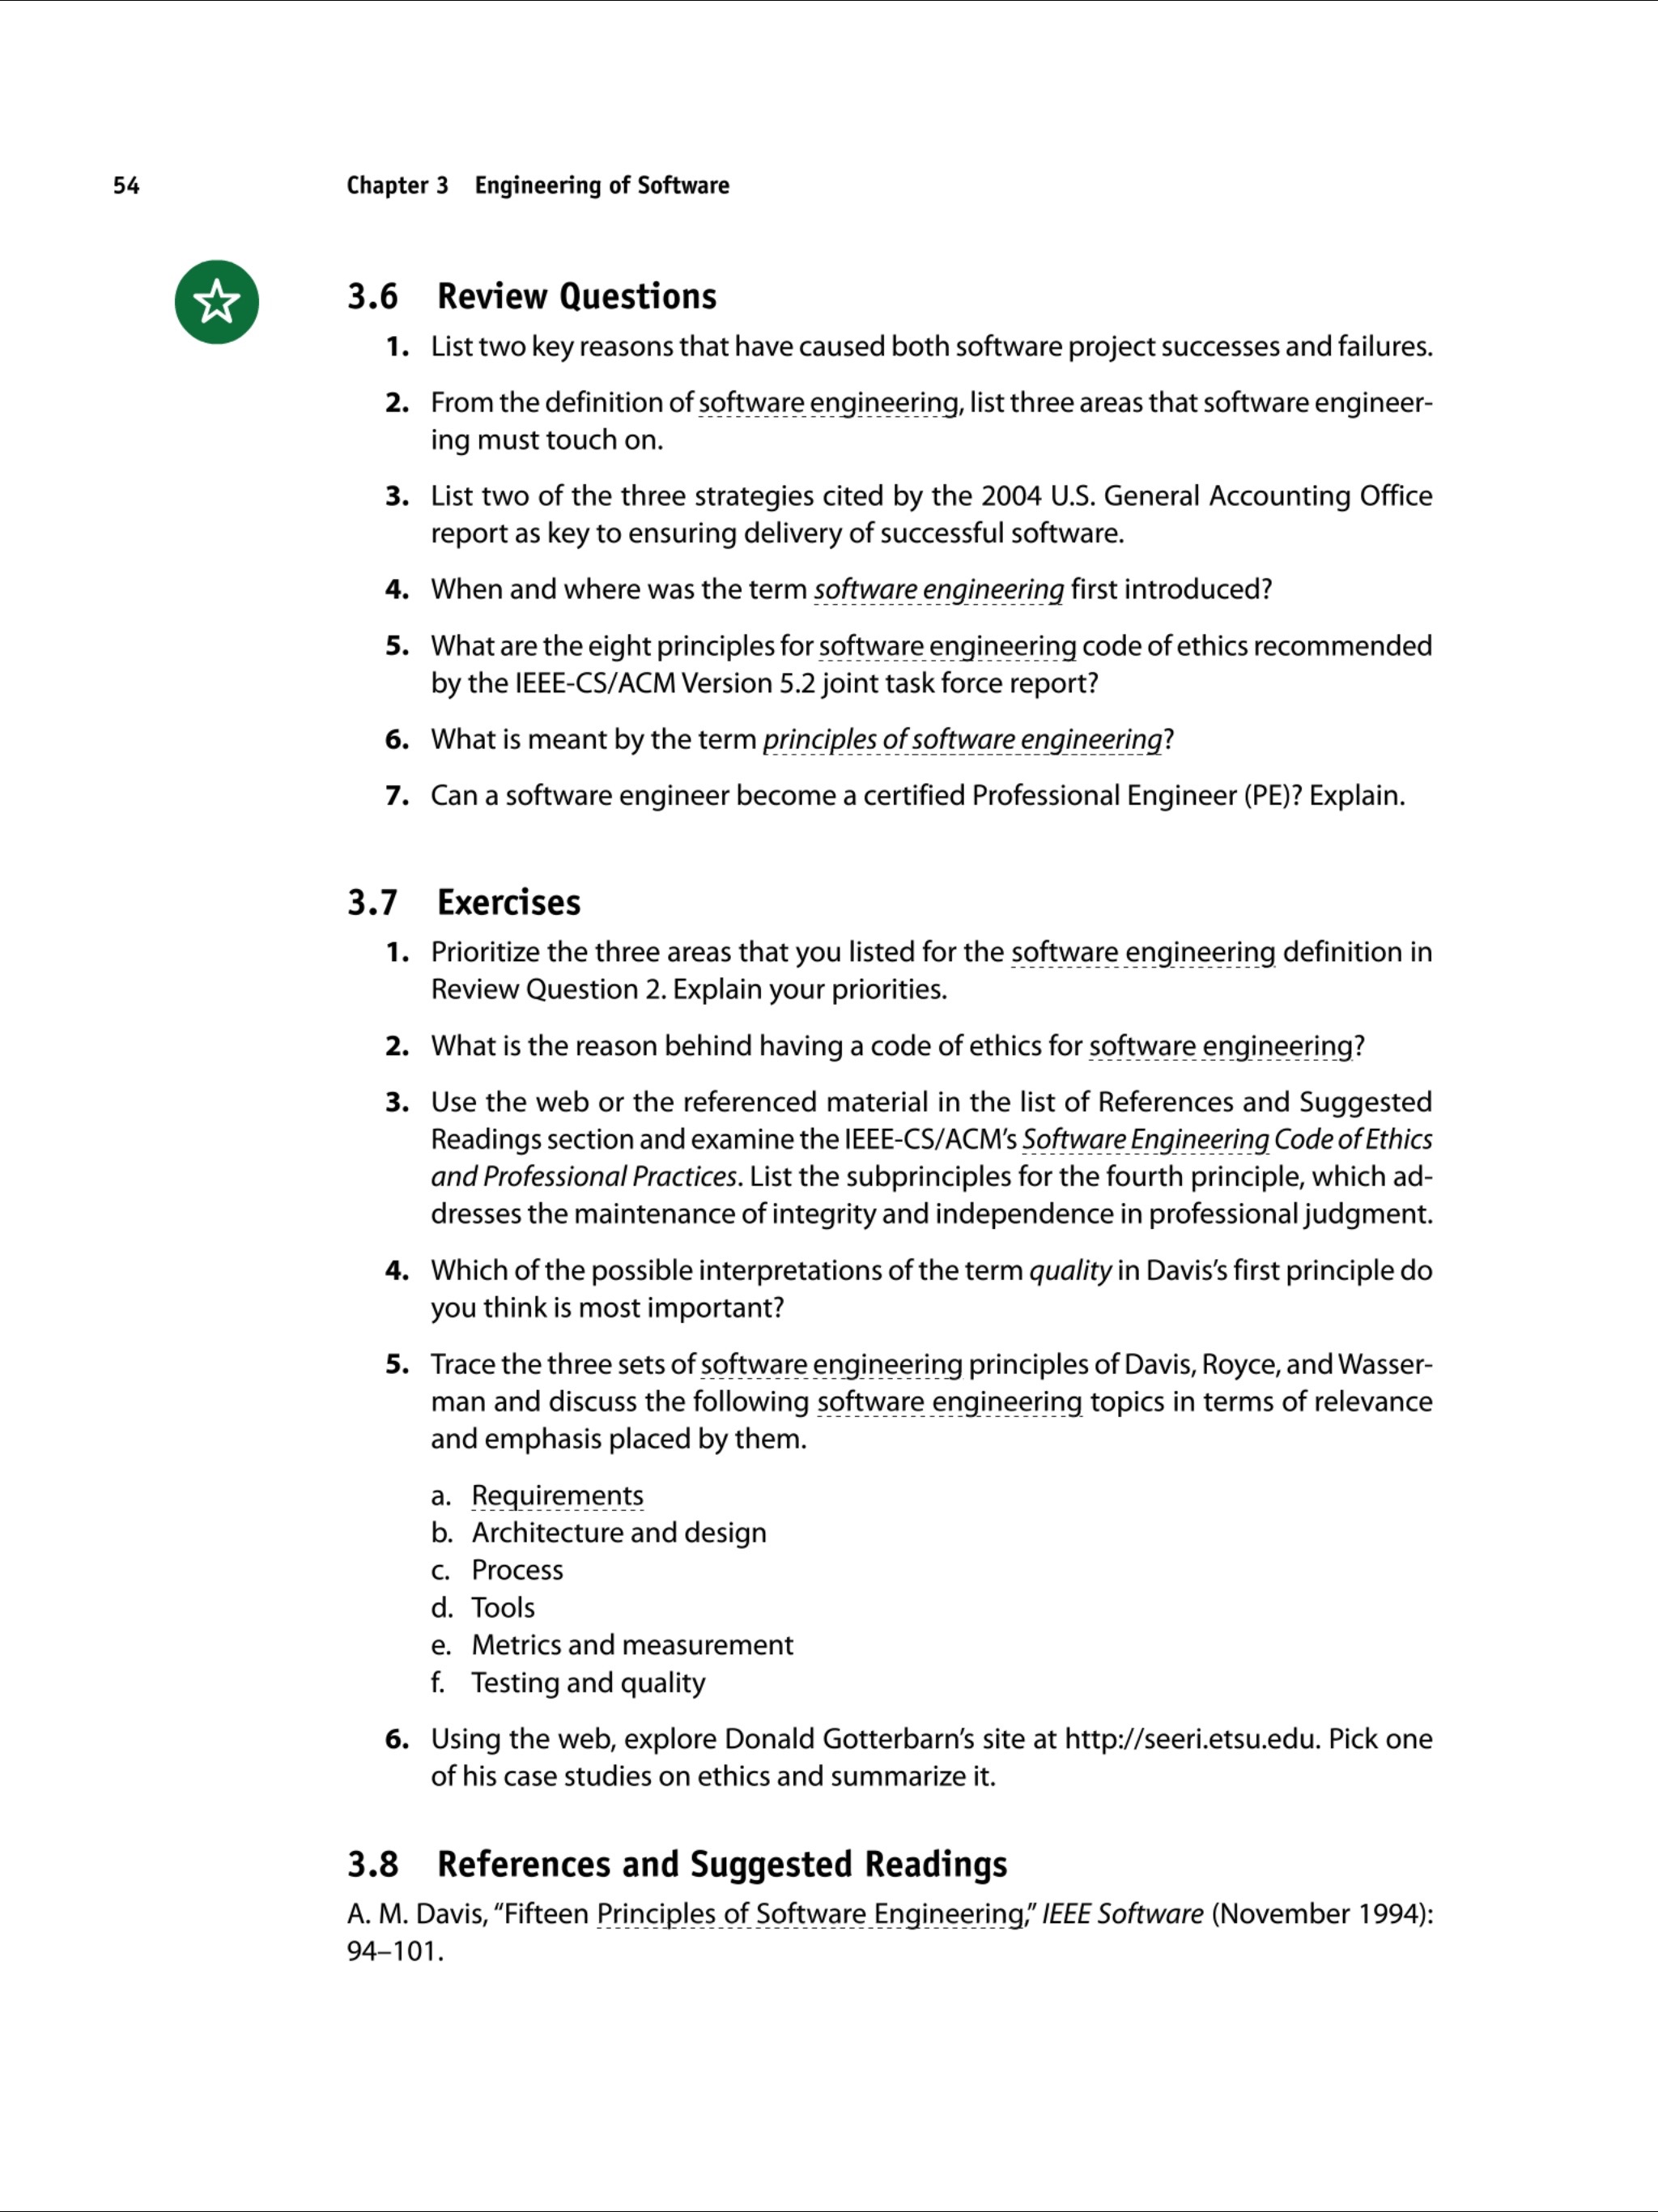 54 Chapter 3 Engineering of Software
3.6 Review Questions
1. List two key reasons that have caused both software project successes and failures.
2. From the definition of software engineering, list three areas that software engineer-
ing must touch on.
3. List two of the three strategies cited by the 2004 U.S. General Accounting Office
report as key to ensuring delivery of successful software.
4. When and where was the term software engineering first introduced?
5. What are the eight principles for software engineering code of ethics recommended
by the IEEE-CS/ACM Version 5.2 joint task force report?
6. What is meant by the term principles of software engineering?
7. Can a software engineer become a certified Professional Engineer (PE)? Explain.
3.7 Exercises
1. Prioritize the three areas that you listed for the software engineering definition in
Review Question 2. Explain your priorities.
2. What is the reason behind having a code of ethics for software engineering?
3. Use the web or the referenced material in the list of References and Suggested
Readings section and examine the IEEE-CS/ACM’s Software Engineering Code of Ethics
and Professional Practices. List the subprinciples for the fourth principle, which ad-
dresses the maintenance of integrity and independence in professional judgment.
4. Which of the possible interpretations of the term quality in Davis’s first principle do
you think is most important?
5. Trace the three sets of software engineering principles of Davis, Royce, and Wasser-
man and discuss the following software engineering topics in terms of relevance
and emphasis placed by them.
a. Requirements
b. Architecture and design
c. Process
d. Tools
e. Metrics and measurement
f. Testing and quality
6. Using the web, explore Donald Gotterbarn’s site at http://seeri.etsu.edu. Pick one
of his case studies on ethics and summarize it.
3.8 References and Suggested Readings
A. M. Davis, “Fifteen Principles of Software Engineering,” IEEE Software (November 1994):
94–101.